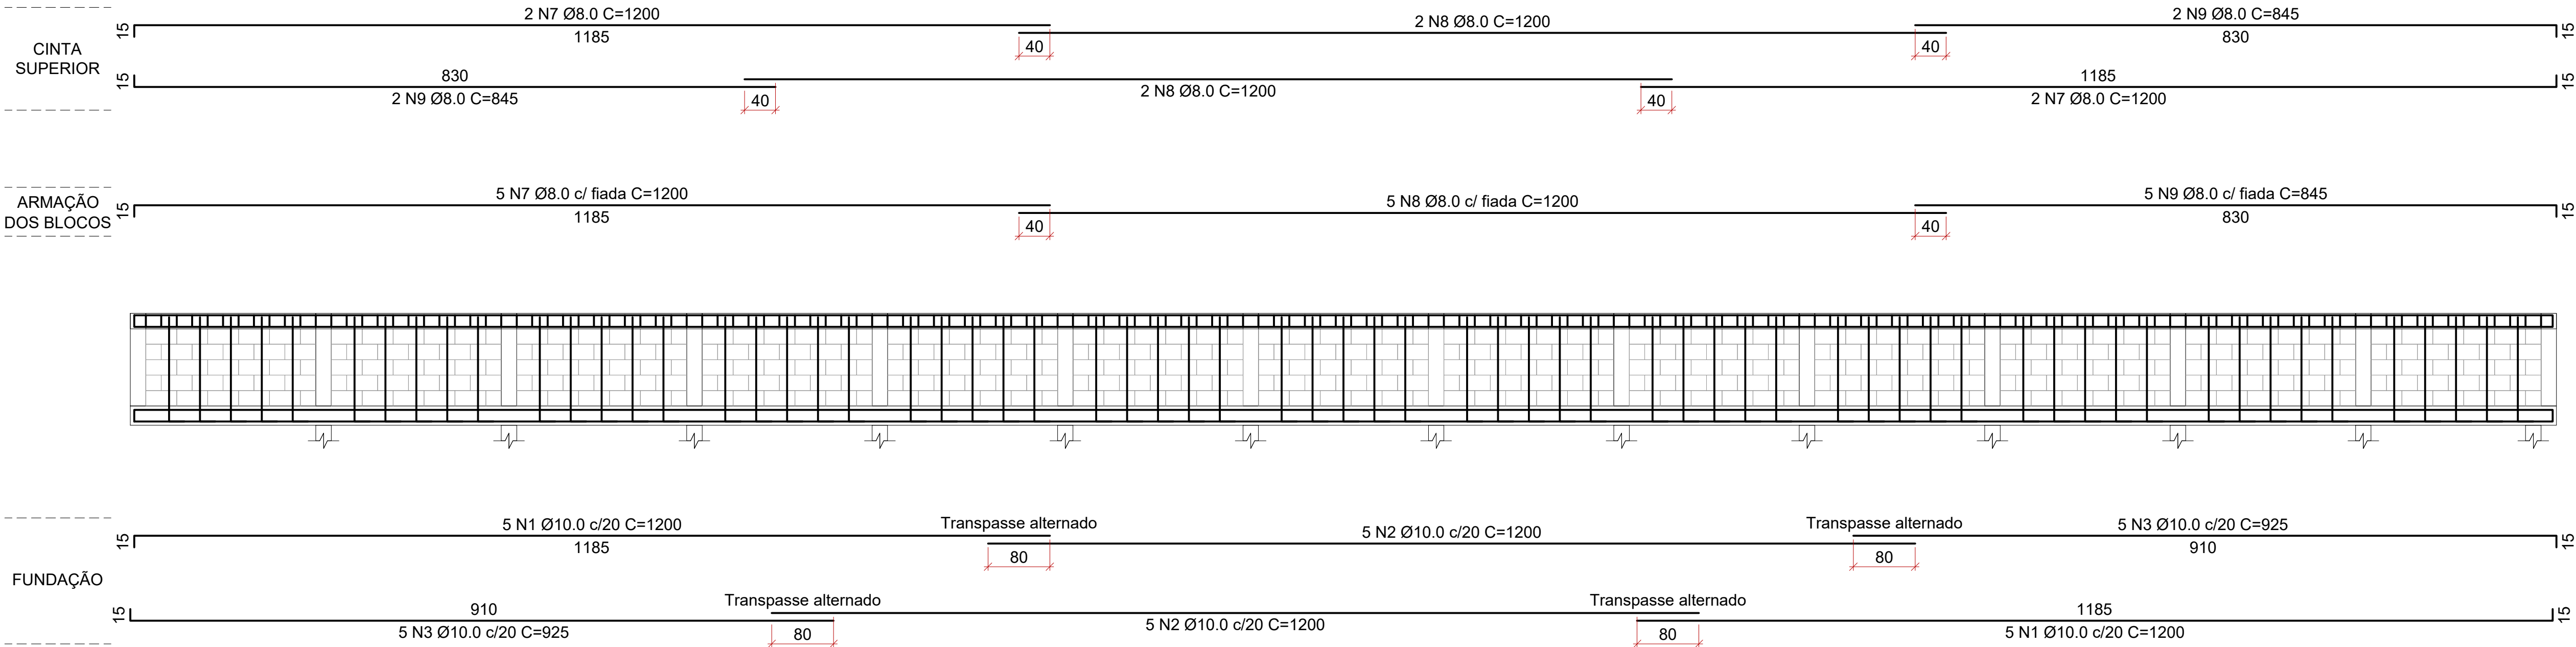 CINTA
SUPERIOR
15
2 N7 Ø8.0 C=1200
1185
40
2 N8 Ø8.0 C=1200
40
2 N9 Ø8.0 C=845
830
15
15
830
2 N9 Ø8.0 C=845
40
2 N8 Ø8.0 C=1200
40
1185
2 N7 Ø8.0 C=1200
15
ARMAÇÃO
DOS BLOCOS
15
5 N7 Ø8.0 c/ fiada C=1200
1185
40
5 N8 Ø8.0 c/ fiada C=1200
40
5 N9 Ø8.0 c/ fiada C=845
830
15
FUNDAÇÃO
15
5 N1 Ø10.0 c/20 C=1200
1185
Transpasse alternado
80
5 N2 Ø10.0 c/20 C=1200
Transpasse alternado
80
5 N3 Ø10.0 c/20 C=925
910
15
15
910
5 N3 Ø10.0 c/20 C=925
Transpasse alternado
80
5 N2 Ø10.0 c/20 C=1200
Transpasse alternado
80
1185
5 N1 Ø10.0 c/20 C=1200
15